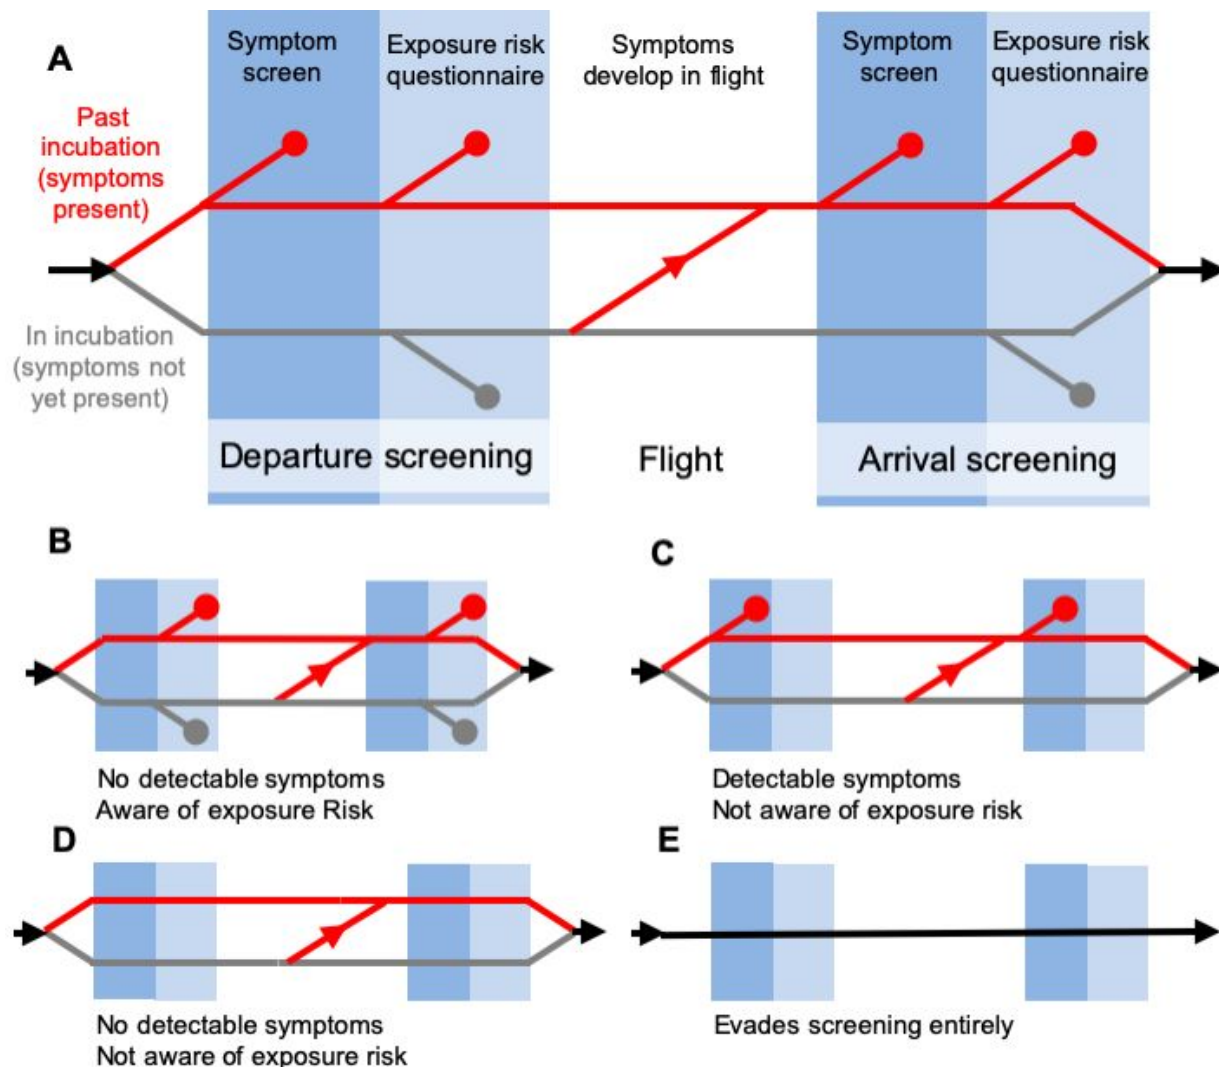 A
Symptom
screen
Exposure risk
questionnaire
Symptoms
develop in flight
Symptom
screen
Exposure risk
questionnaire
Past
incubation
(symptoms
present)
In incubation
(symptoms not
yet present)
Departure screening
Flight
Arrival screening
B
No detectable symptoms
Aware of exposure Risk
C
Detectable symptoms
Not aware of exposure risk
D
No detectable symptoms
Not aware of exposure risk
E
Evades screening entirely